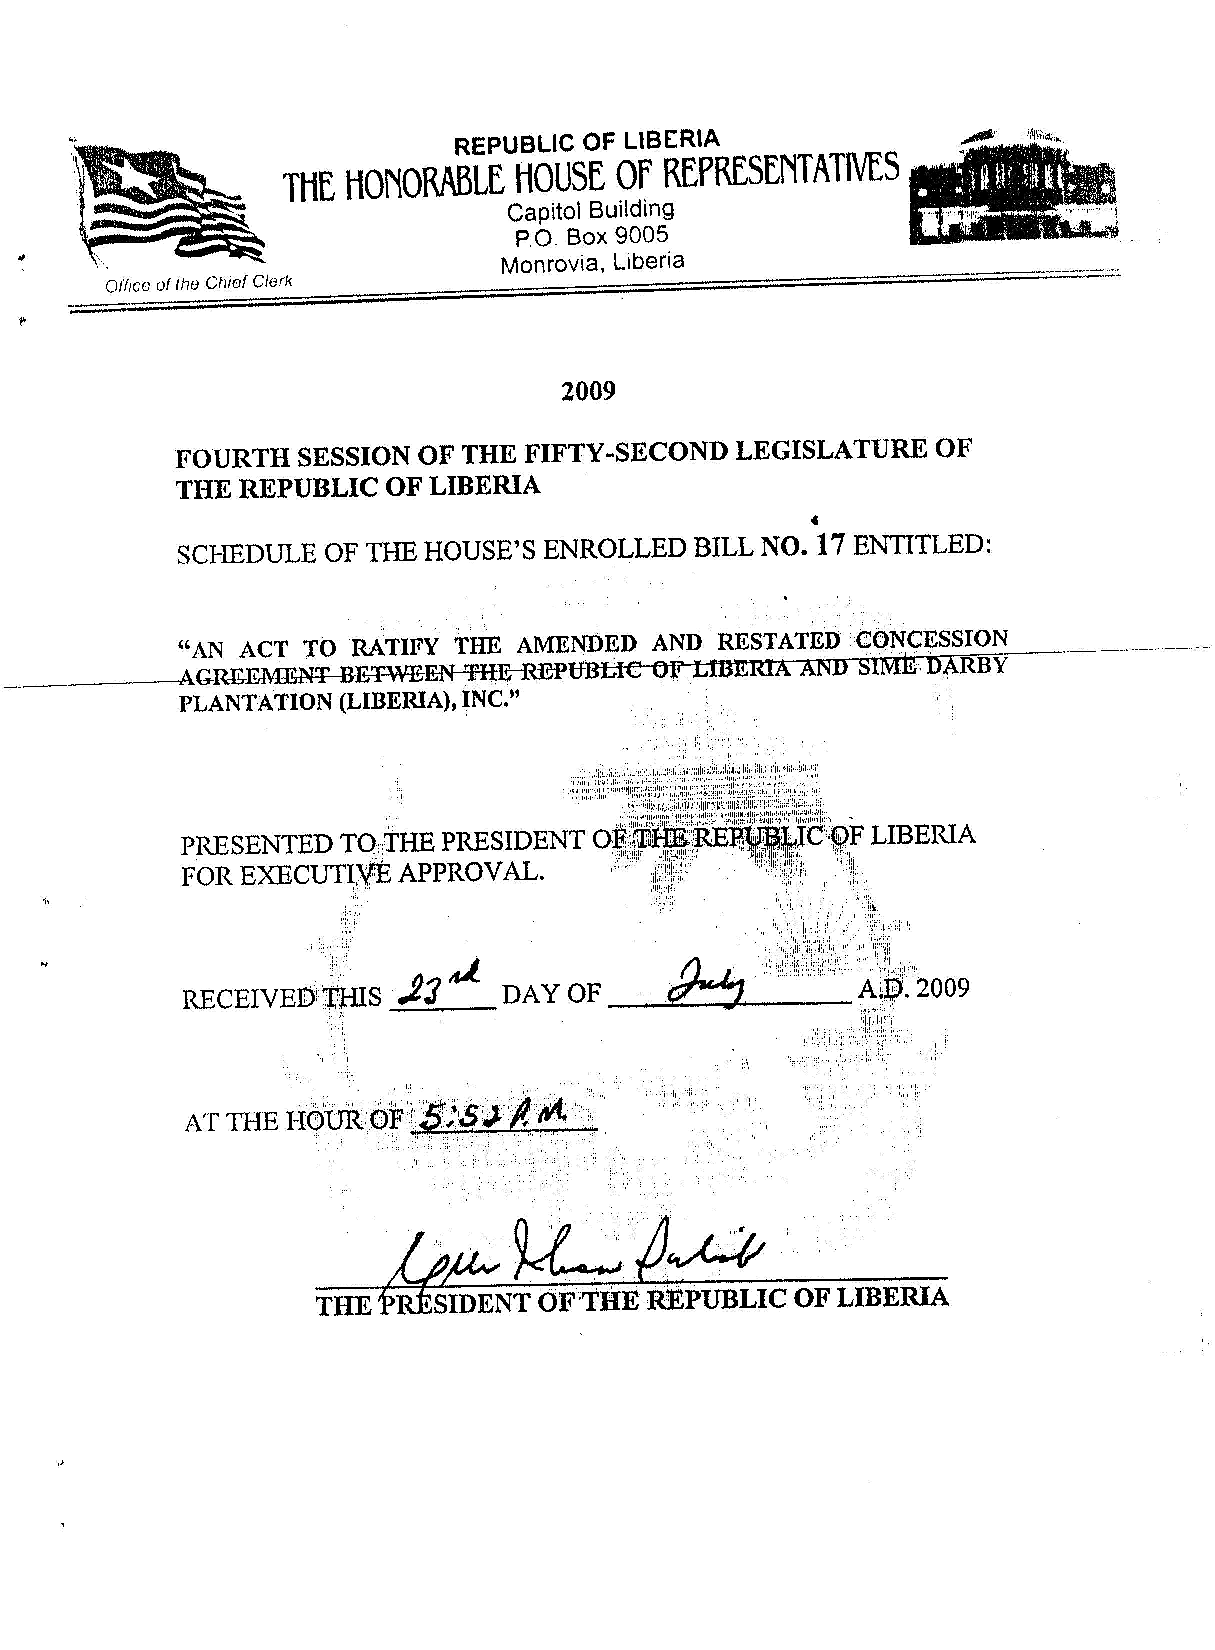 REPUBLIC OF LIBERIA
THE HONORABLE HOUSE OF REPRESENTATIVES
Capitol Building
P.O. Box 9005
Monrovia, Liberia
Office of the Chief Clerk
2009
FOURTH SESSION OF THE FIFTY-SECOND LEGISLATURE OF
THE REPUBLIC OF LIBERIA
SCHEDULE OF THE HOUSE'S ENROLLED BILL NO. 17 ENTITLED:
"AN ACT TO RATIFY THE AMENDED AND RESTATED CONCESSION
AGREEMENT BETWEEN THE REPUBLIC OF LIBERIA AND SIME DARBY
PLANTATION (LIBERIA), INC."
PRESENTED TO THE PRESIDENT OF THE REPUBLIC OF LIBERIA
FOR EXECUTIVE APPROVAL.
RECEIVED THIS 23rd DAY OF July A.D. 2009
AT THE HOUR OF 5:52 P.M.
THE PRESIDENT OF THE REPUBLIC OF LIBERIA